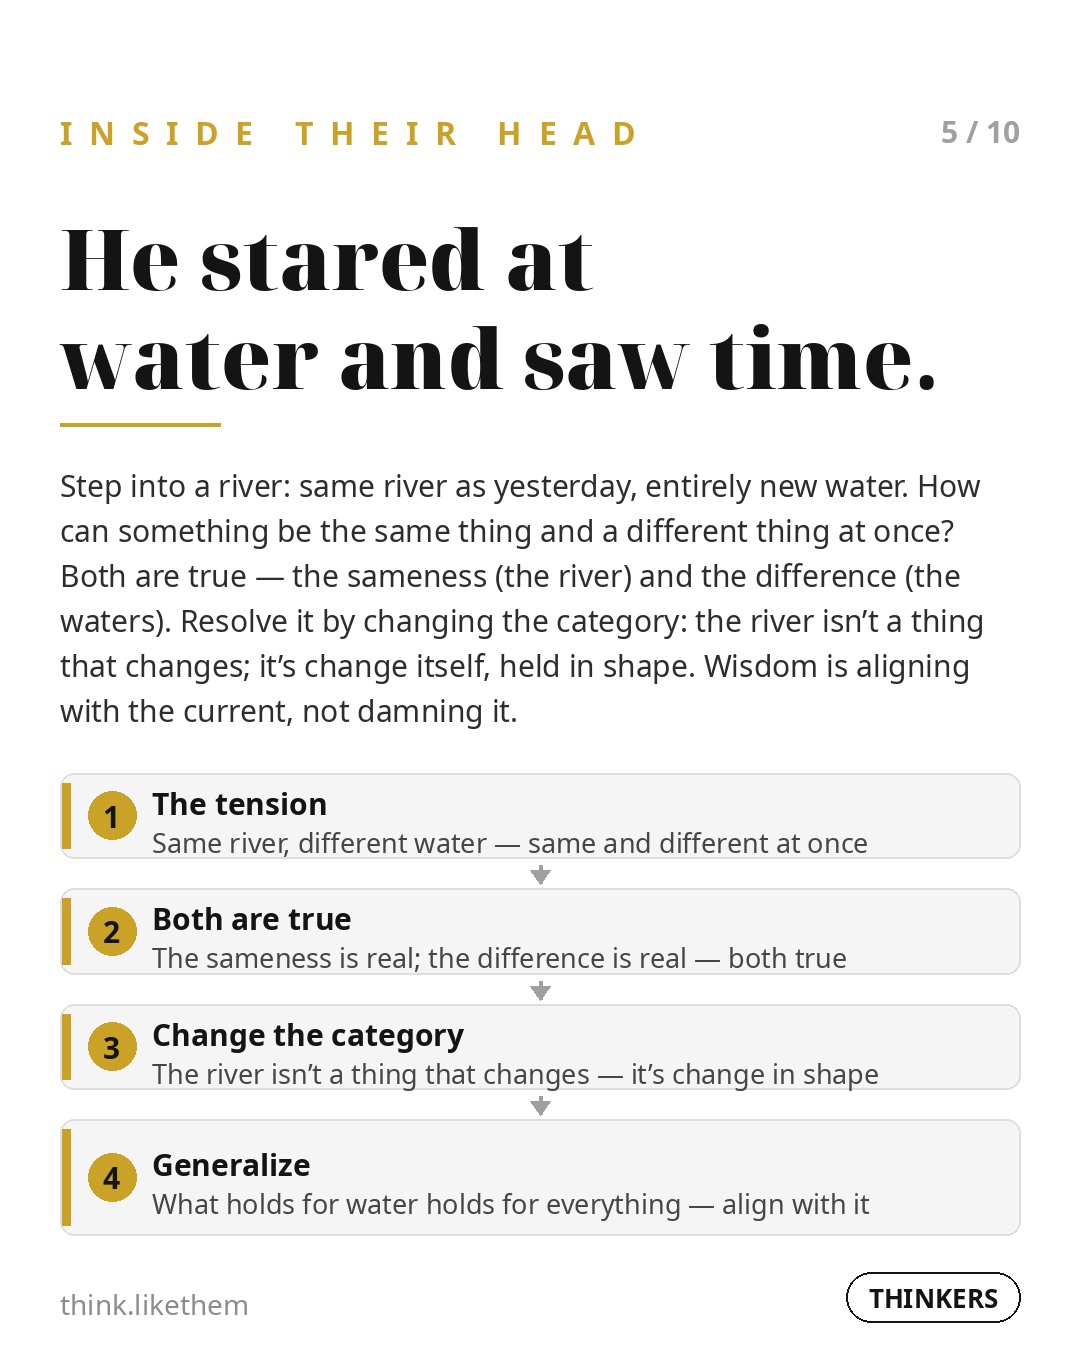 INSIDE THEIR HEAD
5 / 10
He stared at
water and saw time.
Step into a river: same river as yesterday, entirely new water. How
can something be the same thing and a different thing at once?
Both are true — the sameness (the river) and the difference (the
waters). Resolve it by changing the category: the river isn’t a thing
that changes; it’s change itself, held in shape. Wisdom is aligning
with the current, not damning it.
1
The tension
Same river, different water — same and different at once
2
Both are true
The sameness is real; the difference is real — both true
3
Change the category
The river isn’t a thing that changes — it’s change in shape
4
Generalize
What holds for water holds for everything — align with it
think.likethem
THINKERS